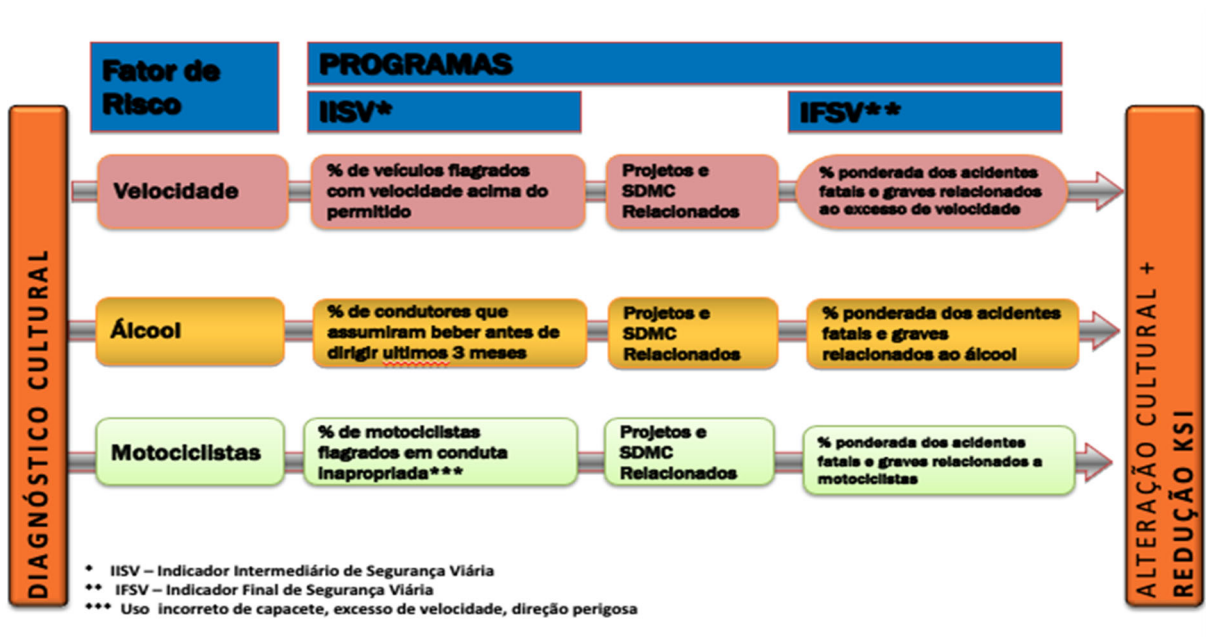 Fator de
Risco
PROGRAMAS
IISV*
IFSV**
DIAGNÓSTICO CULTURAL
Velocidade
% de veículos flagrados
com velocidade acima do
permitido
Projetos e
SDMC
Relacionados
% ponderada dos acidentes
fatais e graves relacionados
ao excesso de velocidade
Álcool
% de condutores que
assumiram beber antes de
dirigir ultimos 3 meses
Projetos e
SDMC
Relacionados
% ponderada dos acidentes
fatais e graves
relacionados ao álcool
Motociclistas
% de motociclistas
flagrados em conduta
inapropriada***
Projetos e
SDMC
Relacionados
% ponderada dos acidentes
fatais e graves relacionados a
motociclistas
ALTERAÇÃO CULTURAL +
REDUÇÃO KSI
* IISV – Indicador Intermediário de Segurança Viária
** IFSV – Indicador Final de Segurança Viária
*** Uso incorreto de capacete, excesso de velocidade, direção perigosa